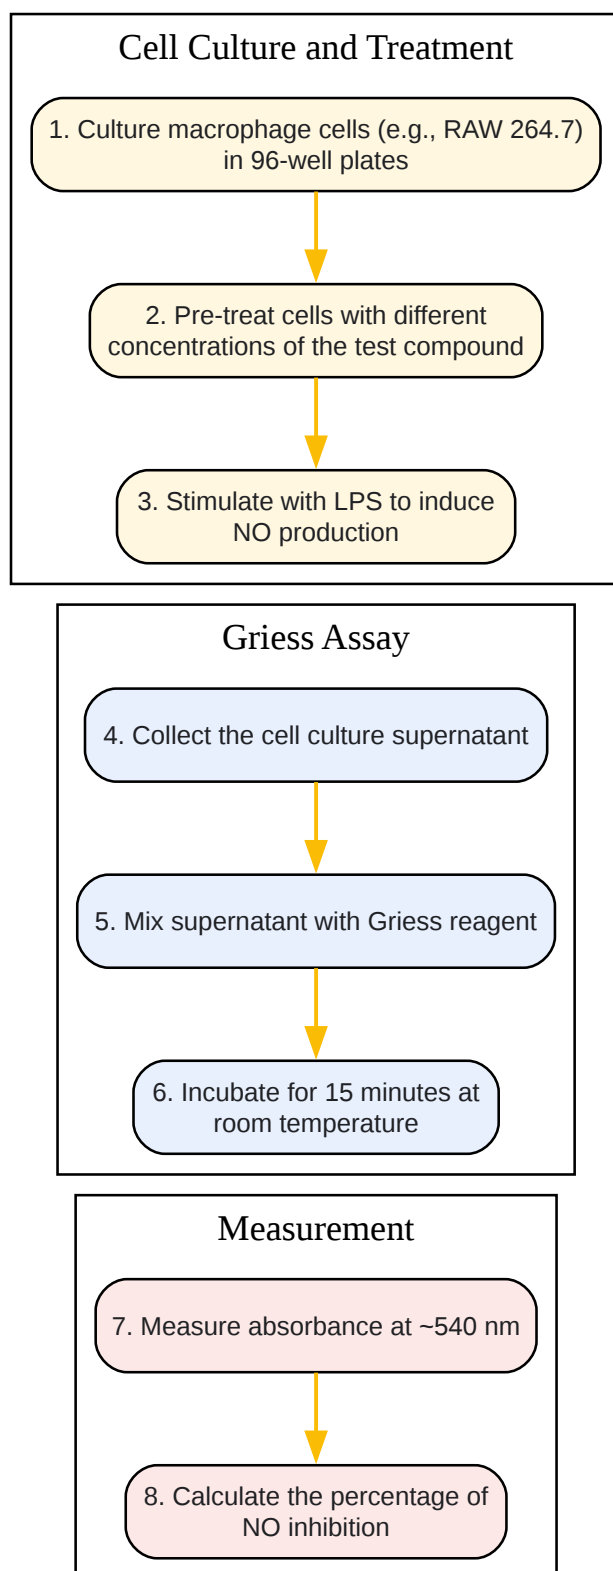 Cell Culture and Treatment
1. Culture macrophage cells (e.g., RAW 264.7)
in 96-well plates
2. Pre-treat cells with different
concentrations of the test compound
3. Stimulate with LPS to induce
NO production
Griess Assay
4. Collect the cell culture supernatant
5. Mix supernatant with Griess reagent
6. Incubate for 15 minutes at
room temperature
Measurement
7. Measure absorbance at ~540 nm
8. Calculate the percentage of
NO inhibition